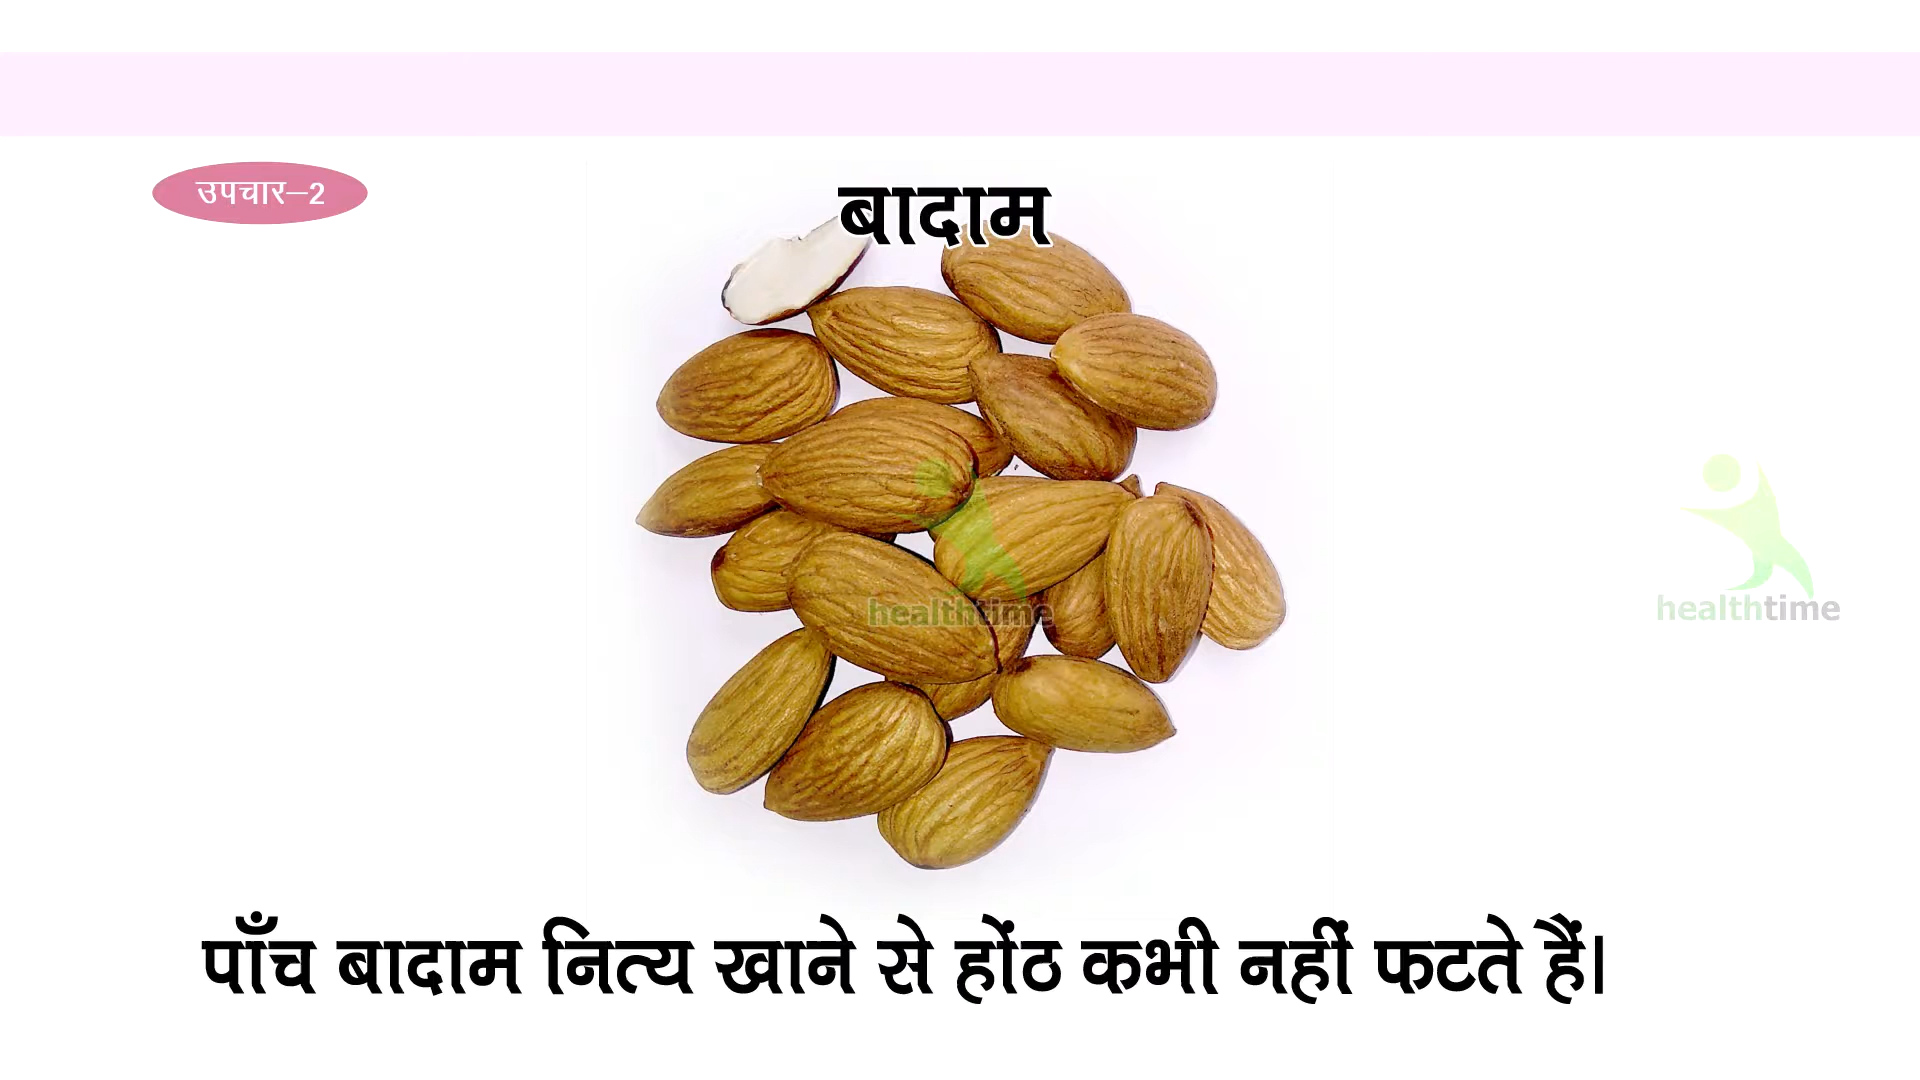 उपचार–2
बादाम
healthtime
healthtime
पाँच बादाम नित्य खाने से होंठ कभी नहीं फटते हैं।